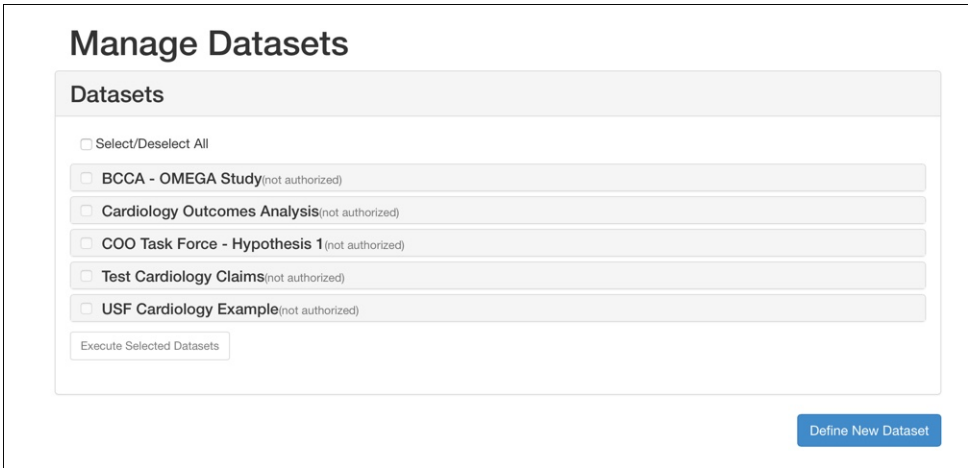 Manage Datasets
Datasets
Select/Deselect All
BCCA - OMEGA Study(not authorized)
Cardiology Outcomes Analysis(not authorized)
COO Task Force - Hypothesis 1(not authorized)
Test Cardiology Claims(not authorized)
USF Cardiology Example(not authorized)
Execute Selected Datasets
Define New Dataset